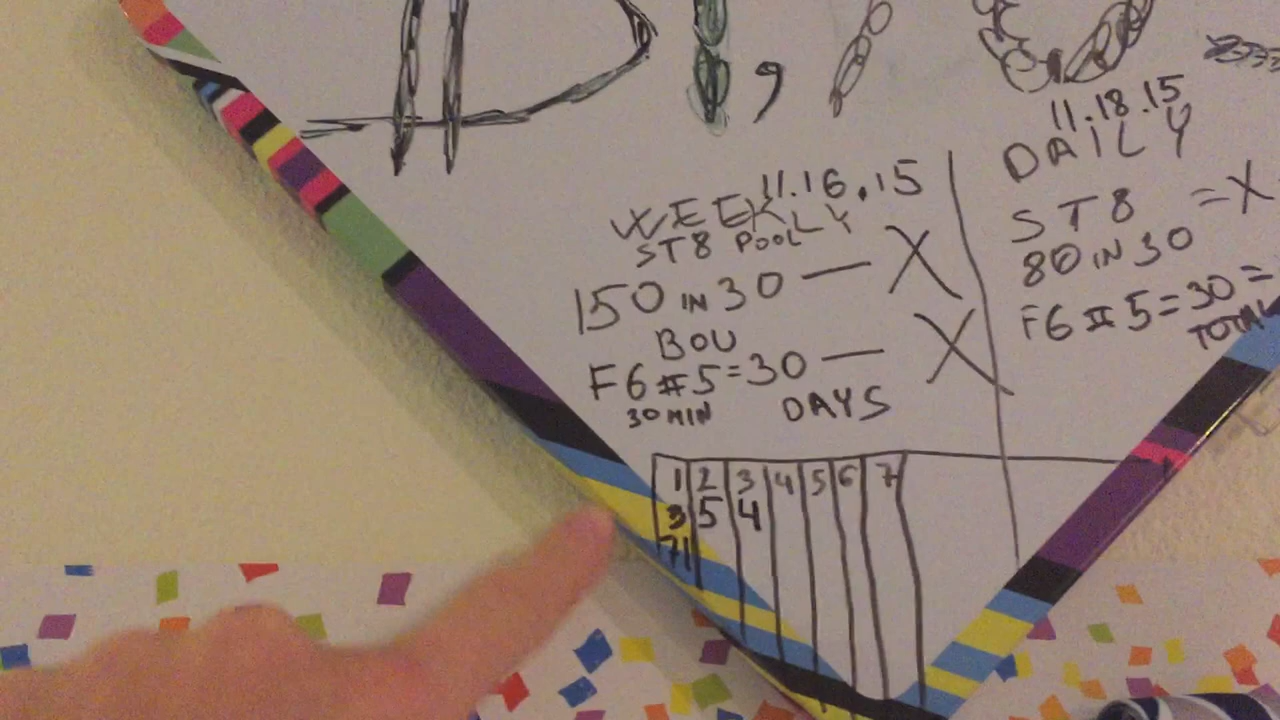 11.16.15
WEEKLY
ST8 POOL
150 IN 30 — X
BOU
F6 #5=30 — X
30 MIN DAYS
1 2 3 4 5 6 7
3 5 4
71
11.18.15
DAILY
ST8 =X
80 IN 30
F6 #5=30=
TOTAL